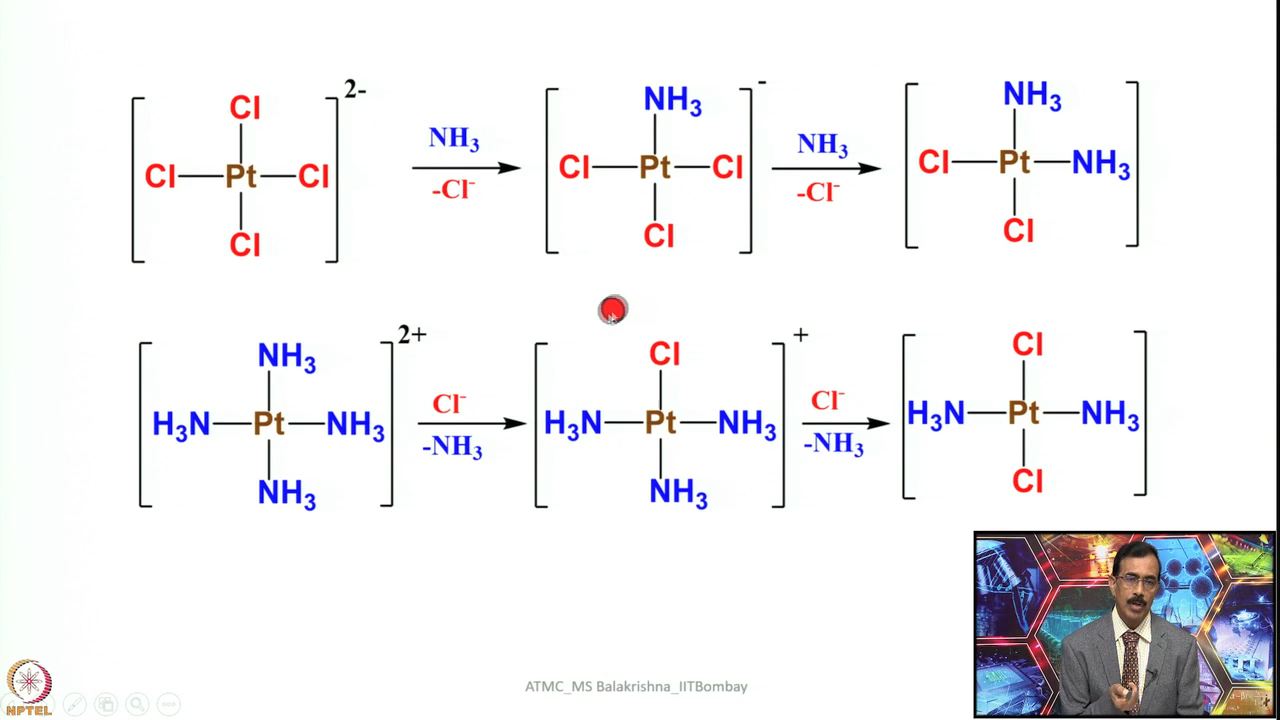 [Cl Cl Pt Cl Cl]2-
NH3
-Cl-
[NH3 Cl Pt Cl Cl]-
NH3
-Cl-
[NH3 Cl Pt NH3 Cl]
[NH3 H3N Pt NH3 NH3]2+
Cl-
-NH3
[Cl H3N Pt NH3 NH3]+
Cl-
-NH3
[Cl H3N Pt NH3 Cl]
ATMC_MS Balakrishna_IITBombay
NPTEL